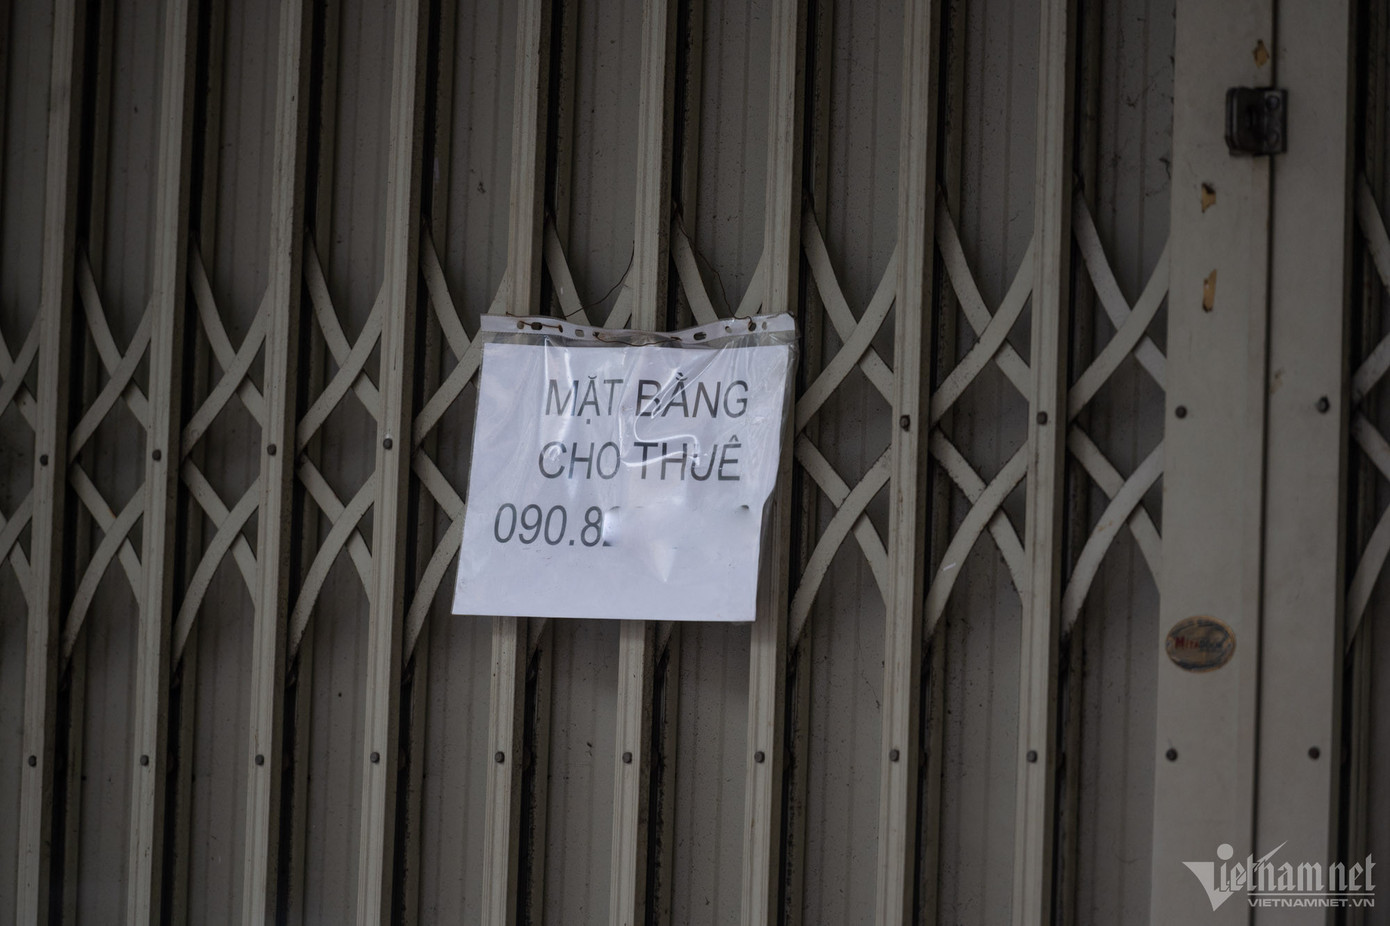 MẶT BẰNG
CHO THUÊ
090.8
Vietnamnet
VIETNAMNET.VN